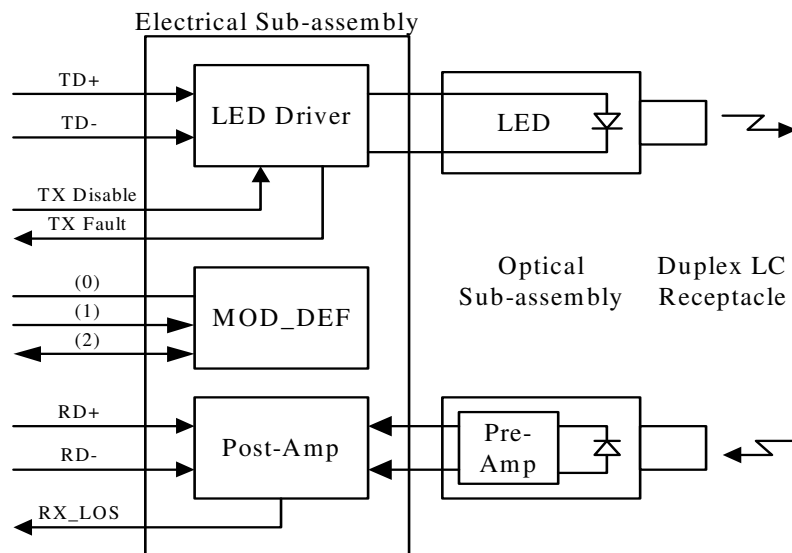 Electrical Sub-assembly
TD+
TD-
LED Driver
LED
TX Disable
TX Fault
(0)
(1)
(2)
MOD_DEF
Optical
Sub-assembly
Duplex LC
Receptacle
RD+
RD-
Post-Amp
Pre-
Amp
RX_LOS